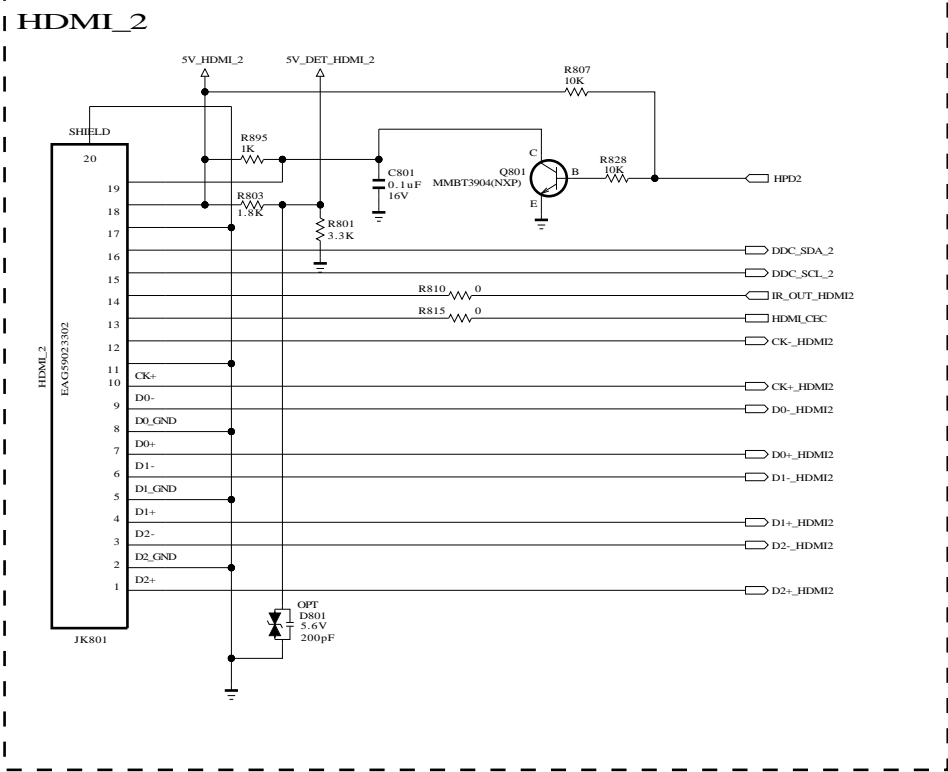 HDMI_2
5V_HDMI_2
5V_DET_HDMI_2
R807
10K
SHIELD
20
R895
1K
C801
0.1uF
16V
C
Q801
MMBT3904(NXP)
B
E
R828
10K
HPD2
19
R803
1.8K
18
R801
3.3K
17
16
DDC_SDA_2
15
DDC_SCL_2
14
R810
0
IR_OUT_HDMI2
13
R815
0
HDMI_CEC
12
CK-_HDMI2
11
HDMI_2
EAG59023302
10
CK+
CK+_HDMI2
9
D0-
D0-_HDMI2
8
D0_GND
7
D0+
D0+_HDMI2
6
D1-
D1-_HDMI2
5
D1_GND
4
D1+
D1+_HDMI2
3
D2-
D2-_HDMI2
2
D2_GND
1
D2+
D2+_HDMI2
OPT
D801
5.6V
200pF
JK801